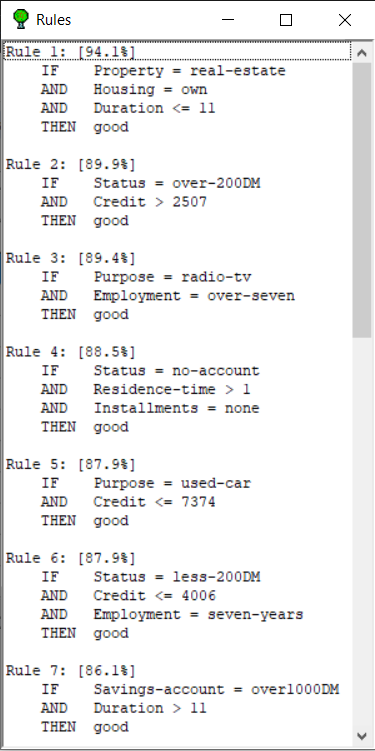 Rules
Rule 1: [94.1%]
IF Property = real-estate
AND Housing = own
AND Duration <= 11
THEN good
Rule 2: [89.9%]
IF Status = over-200DM
AND Credit > 2507
THEN good
Rule 3: [89.4%]
IF Purpose = radio-tv
AND Employment = over-seven
THEN good
Rule 4: [88.5%]
IF Status = no-account
AND Residence-time > 1
AND Installments = none
THEN good
Rule 5: [87.9%]
IF Purpose = used-car
AND Credit <= 7374
THEN good
Rule 6: [87.9%]
IF Status = less-200DM
AND Credit <= 4006
AND Employment = seven-years
THEN good
Rule 7: [86.1%]
IF Savings-account = over1000DM
AND Duration > 11
THEN good